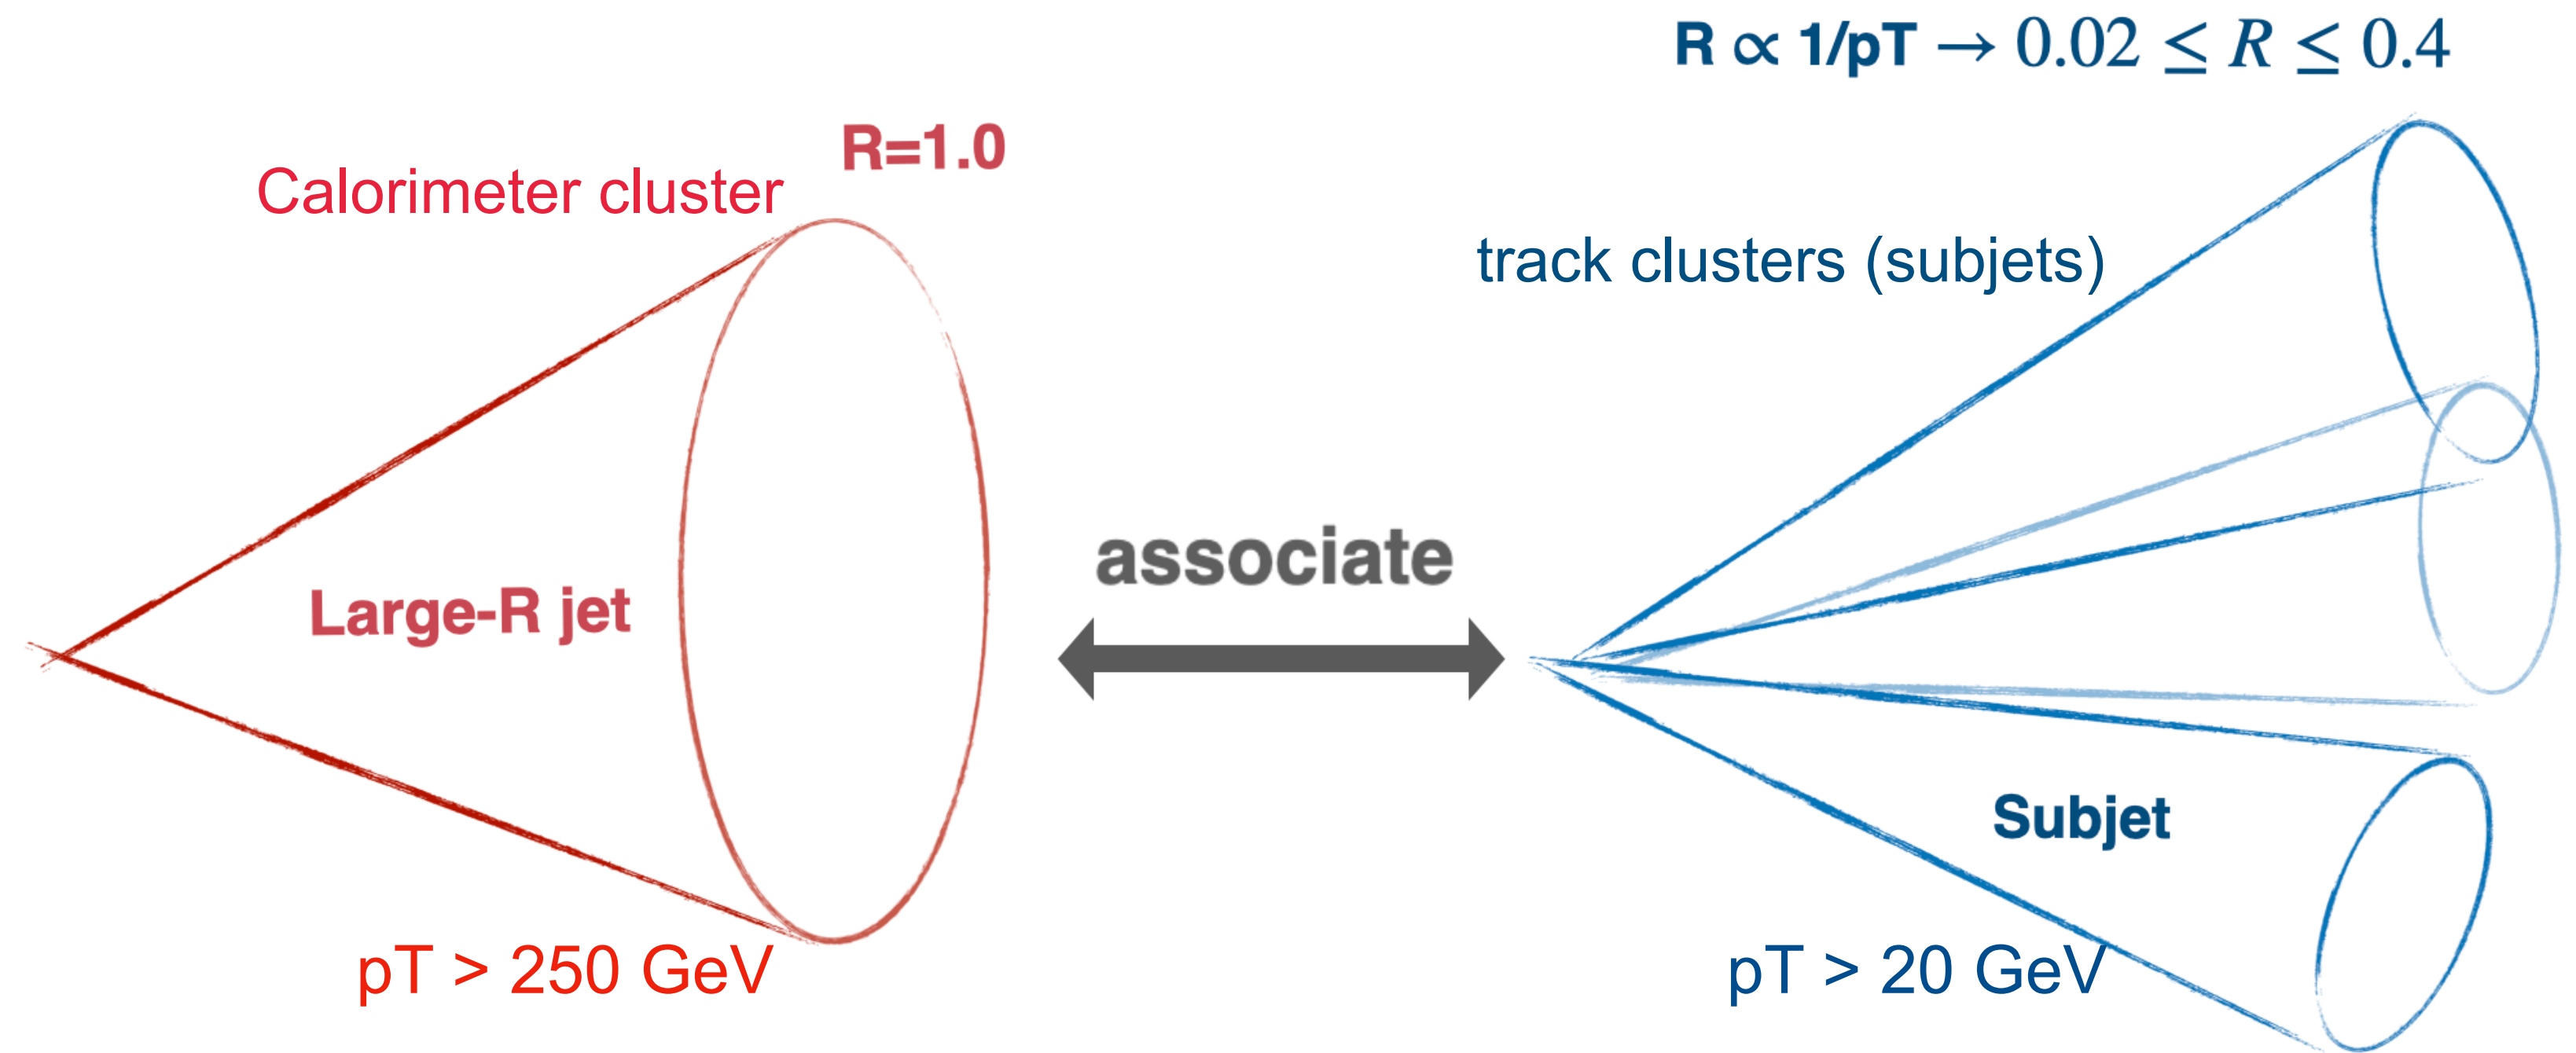 R ∝ 1/pT → 0.02 ≤ R ≤ 0.4
R=1.0
Calorimeter cluster
track clusters (subjets)
associate
Large-R jet
Subjet
pT > 250 GeV
pT > 20 GeV